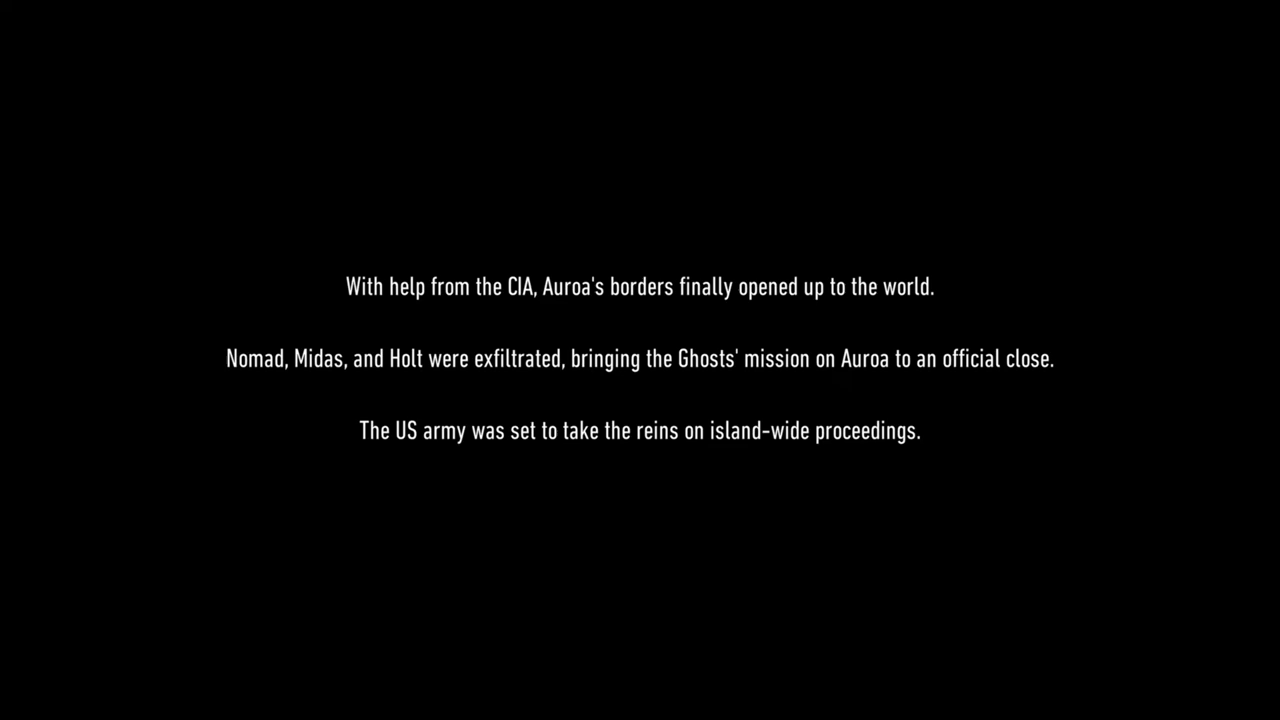 With help from the CIA, Auroa's borders finally opened up to the world.
Nomad, Midas, and Holt were exfiltrated, bringing the Ghosts' mission on Auroa to an official close.
The US army was set to take the reins on island-wide proceedings.